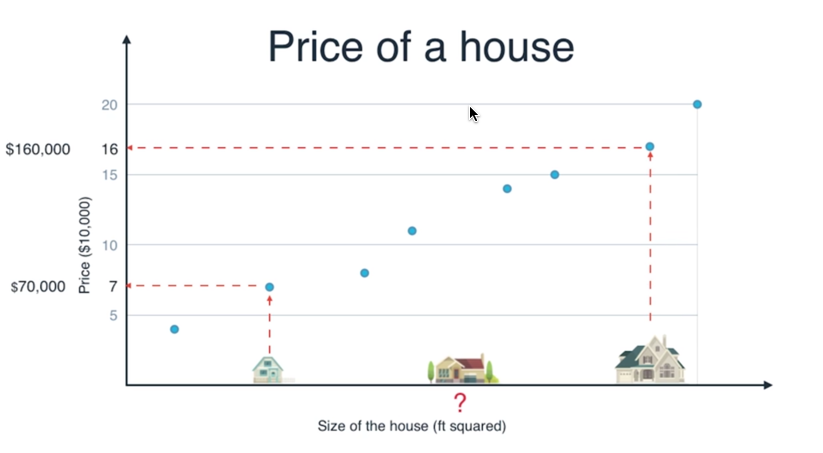 Price of a house
20
$160,000 16
15
Price ($10,000)
10
$70,000 7
5
?
Size of the house (ft squared)